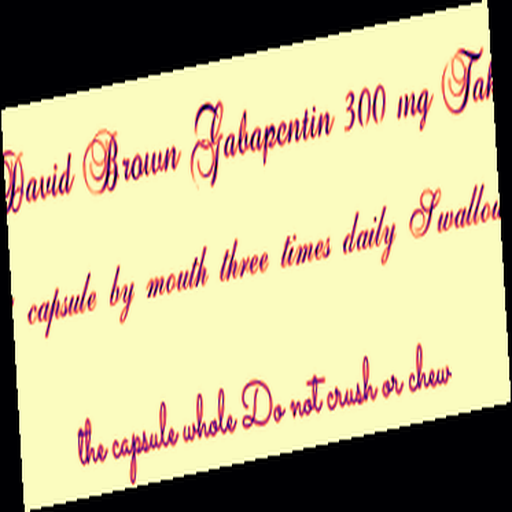 David Brown Gabapentin 300 mg
capsule by mouth three times daily
the capsule whole Do not crush or chew